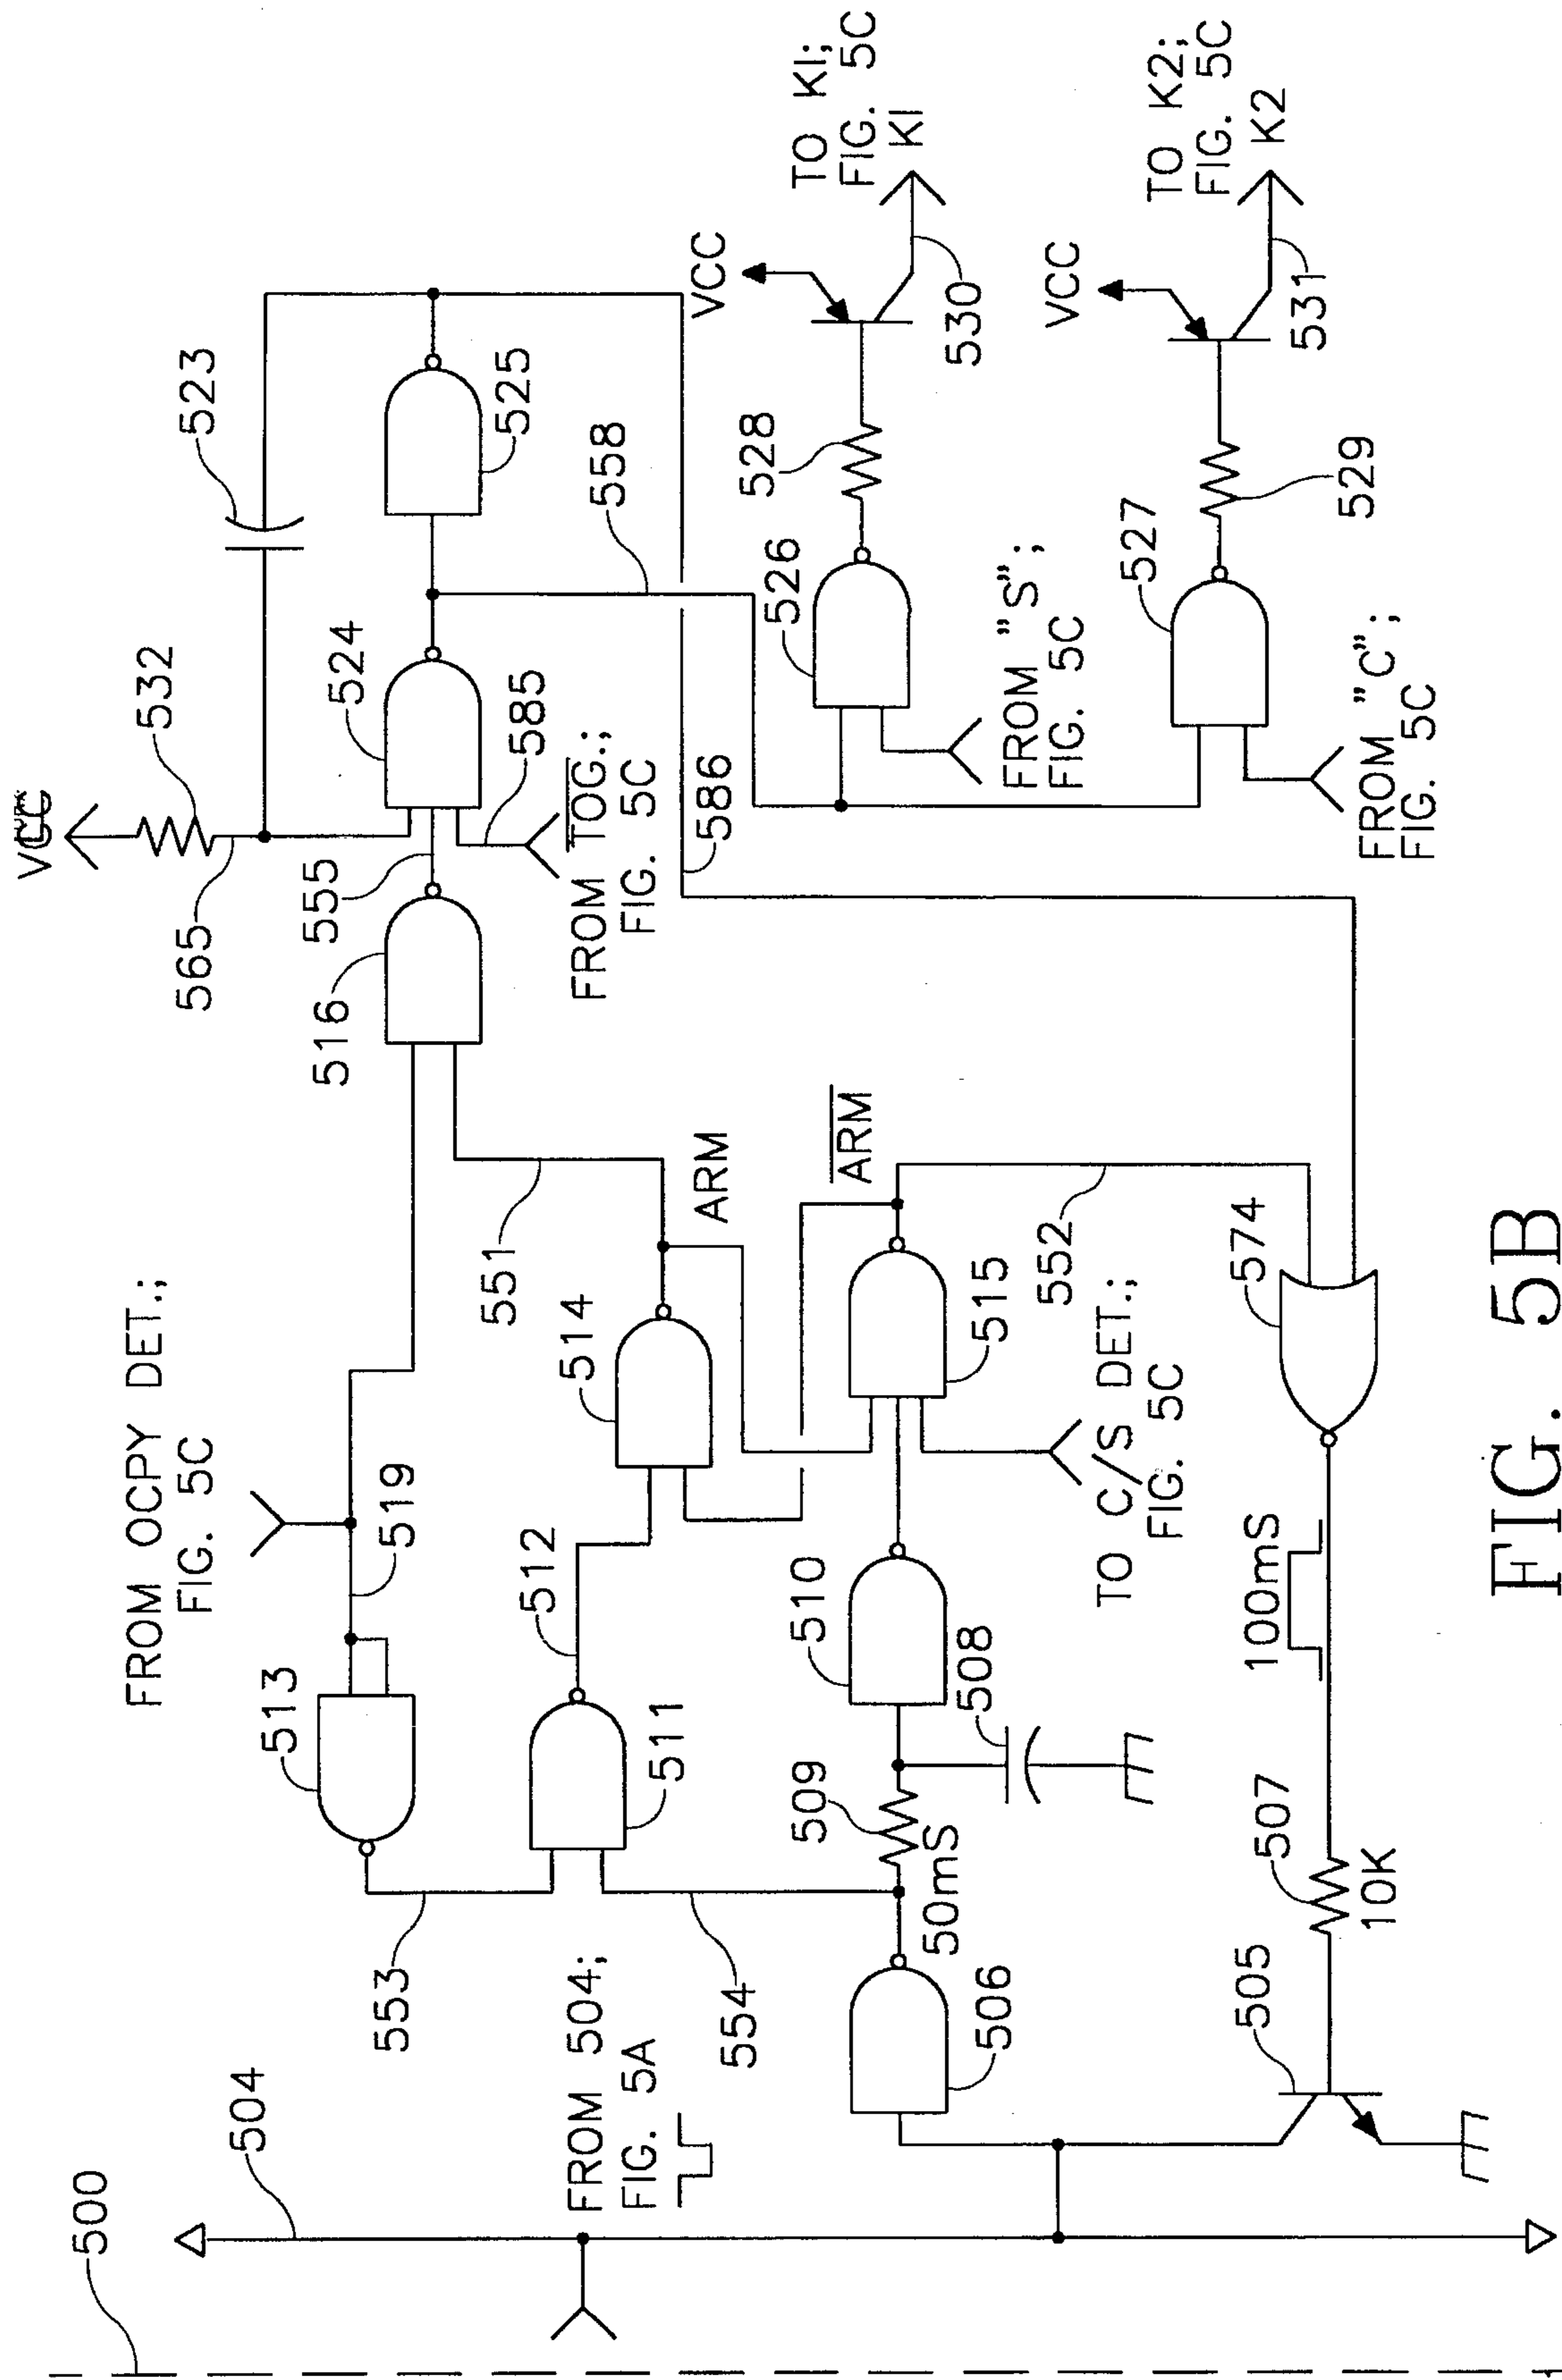 500
504
FROM 504;
FIG. 5A
553
554
513
FROM OCPY DET.;
FIG. 5C
519
512
511
514
551
ARM
516
555
565
VCC
532
523
524
585
FROM TOG.;
FIG. 5C
525
558
586
VCC
528
526
530
TO K1;
FIG. 5C
K1
FROM "S";
FIG. 5C
VCC
527
529
531
TO K2;
FIG. 5C
K2
FROM "C";
FIG. 5C
506
50mS
509
508
510
515
ARM
552
TO C/S DET.;
FIG. 5C
574
100mS
507
10K
505
FIG. 5B